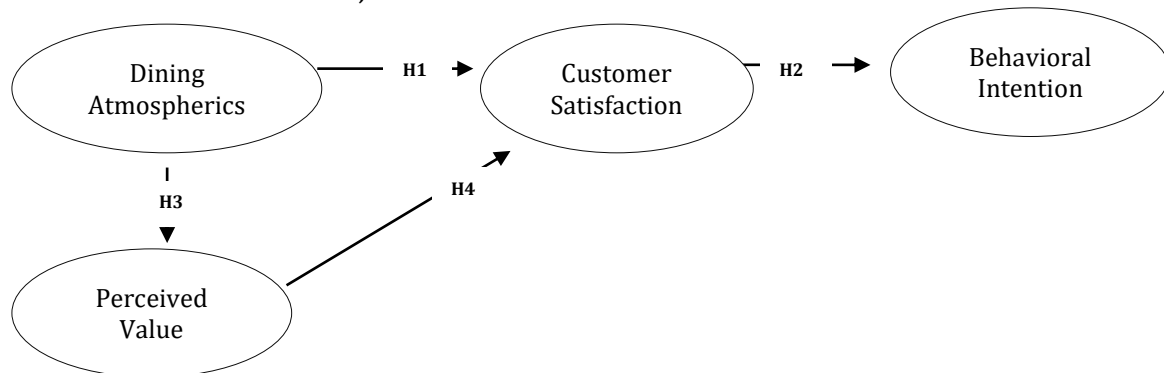 Dining
Atmospherics
H1
Customer
Satisfaction
H2
Behavioral
Intention
H3
H4
Perceived
Value